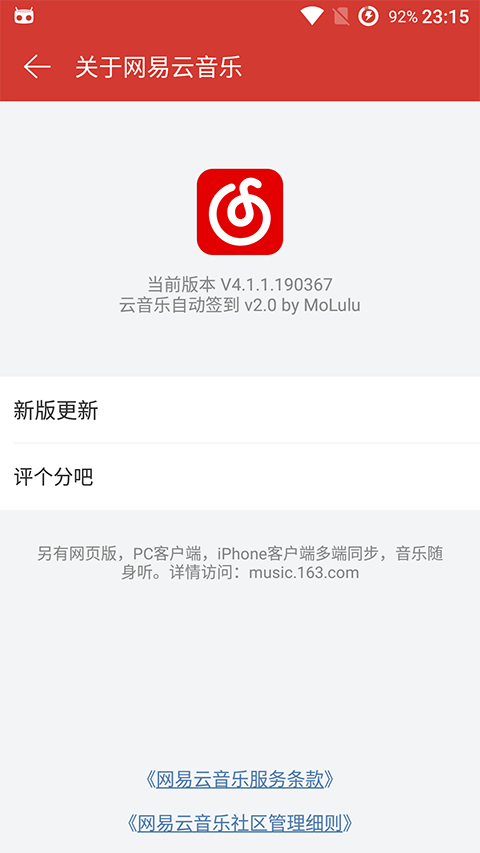 92% 23:15
关于网易云音乐
当前版本 V4.1.1.190367
云音乐自动签到 v2.0 by MoLulu
新版更新
评个分吧
另有网页版，PC客户端，iPhone客户端多端同步，音乐随
身听。详情访问：music.163.com
《网易云音乐服务条款》
《网易云音乐社区管理细则》